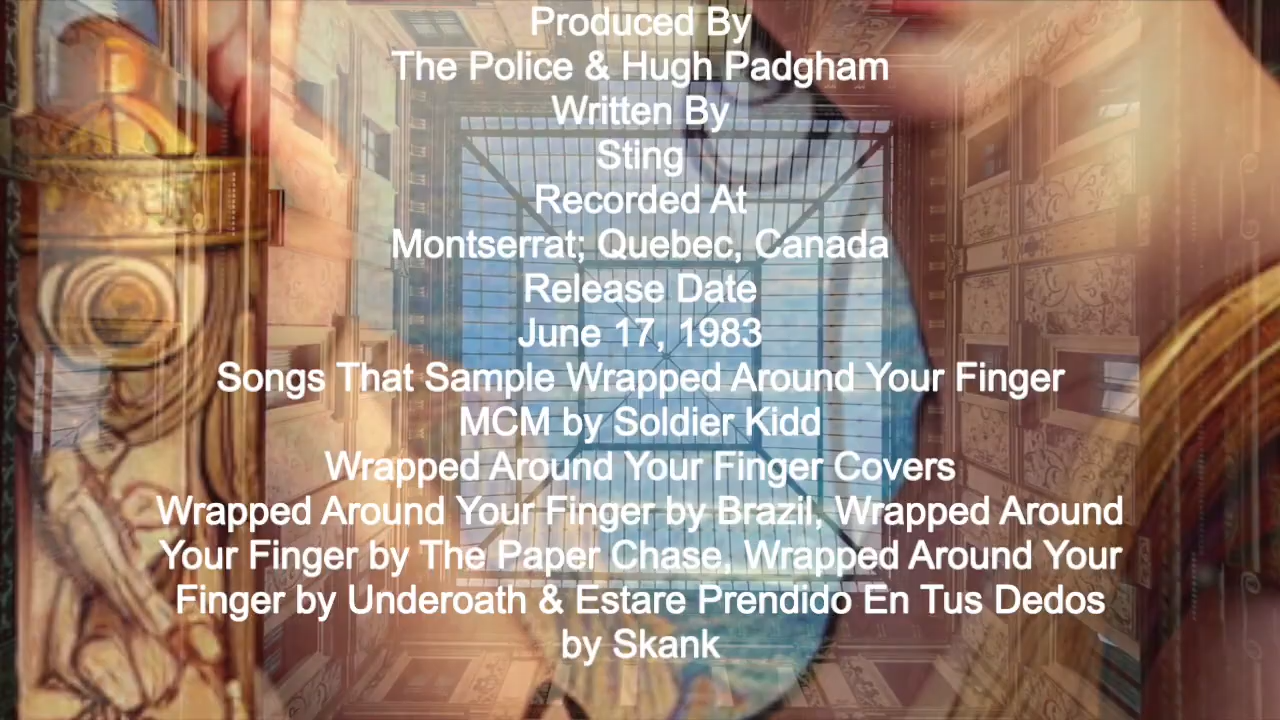 Produced By
The Police & Hugh Padgham
Written By
Sting
Recorded At
Montserrat; Quebec, Canada
Release Date
June 17, 1983
Songs That Sample Wrapped Around Your Finger
MCM by Soldier Kidd
Wrapped Around Your Finger Covers
Wrapped Around Your Finger by Brazil, Wrapped Around
Your Finger by The Paper Chase, Wrapped Around Your
Finger by Underoath & Estare Prendido En Tus Dedos
by Skank